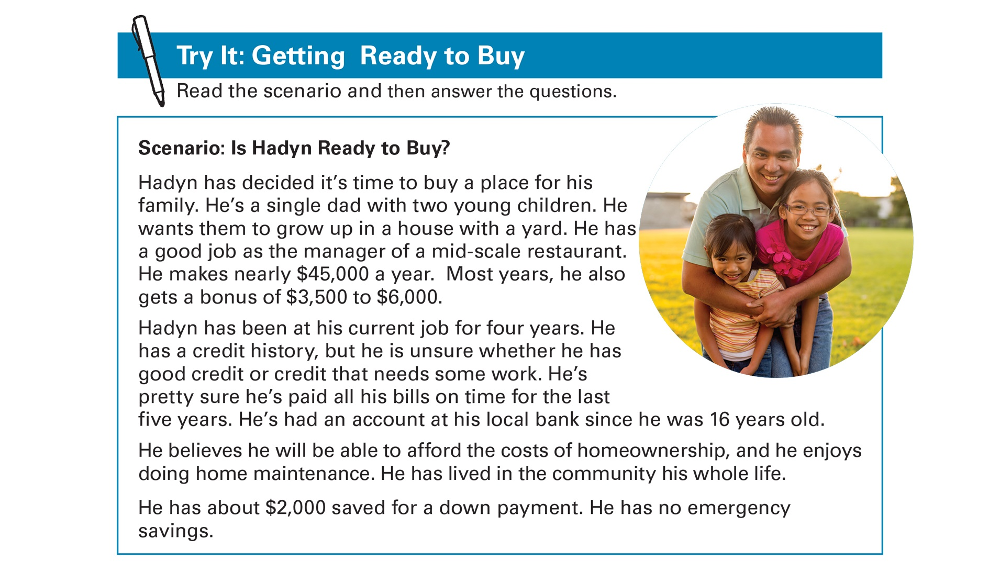 Try It: Getting  Ready to Buy
Read the scenario and then answer the questions.
Scenario: Is Hadyn Ready to Buy?
Hadyn has decided it’s time to buy a place for his
family. He’s a single dad with two young children. He
wants them to grow up in a house with a yard. He has
a good job as the manager of a mid-scale restaurant.
He makes nearly $45,000 a year.  Most years, he also
gets a bonus of $3,500 to $6,000.
Hadyn has been at his current job for four years. He
has a credit history, but he is unsure whether he has
good credit or credit that needs some work. He’s
pretty sure he’s paid all his bills on time for the last
five years. He’s had an account at his local bank since he was 16 years old.
He believes he will be able to afford the costs of homeownership, and he enjoys
doing home maintenance. He has lived in the community his whole life.
He has about $2,000 saved for a down payment. He has no emergency
savings.